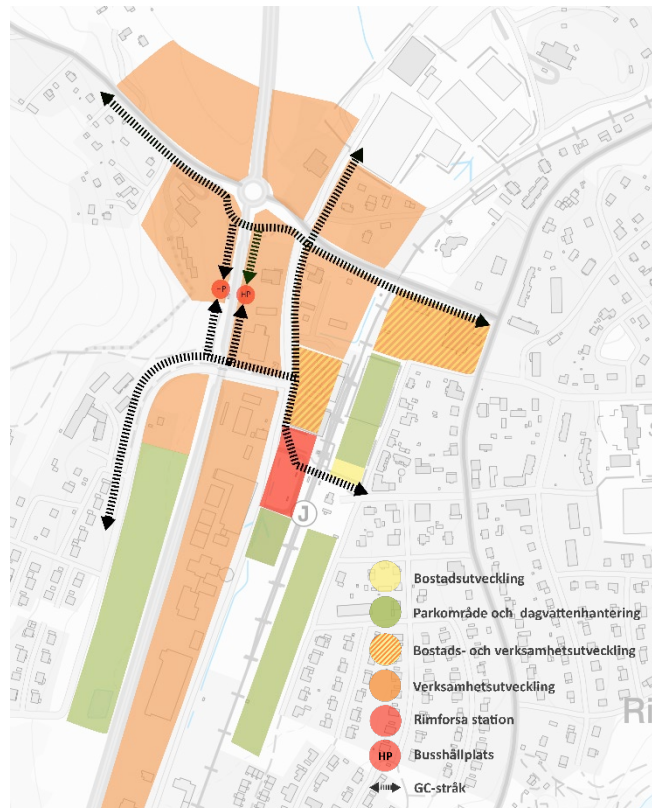 HP
HP
J
Bostadsutveckling
Parkområde och dagvattenhantering
Bostads- och verksamhetsutveckling
Verksamhetsutveckling
Rimforsa station
Ri
HP
Busshållplats
GC-stråk